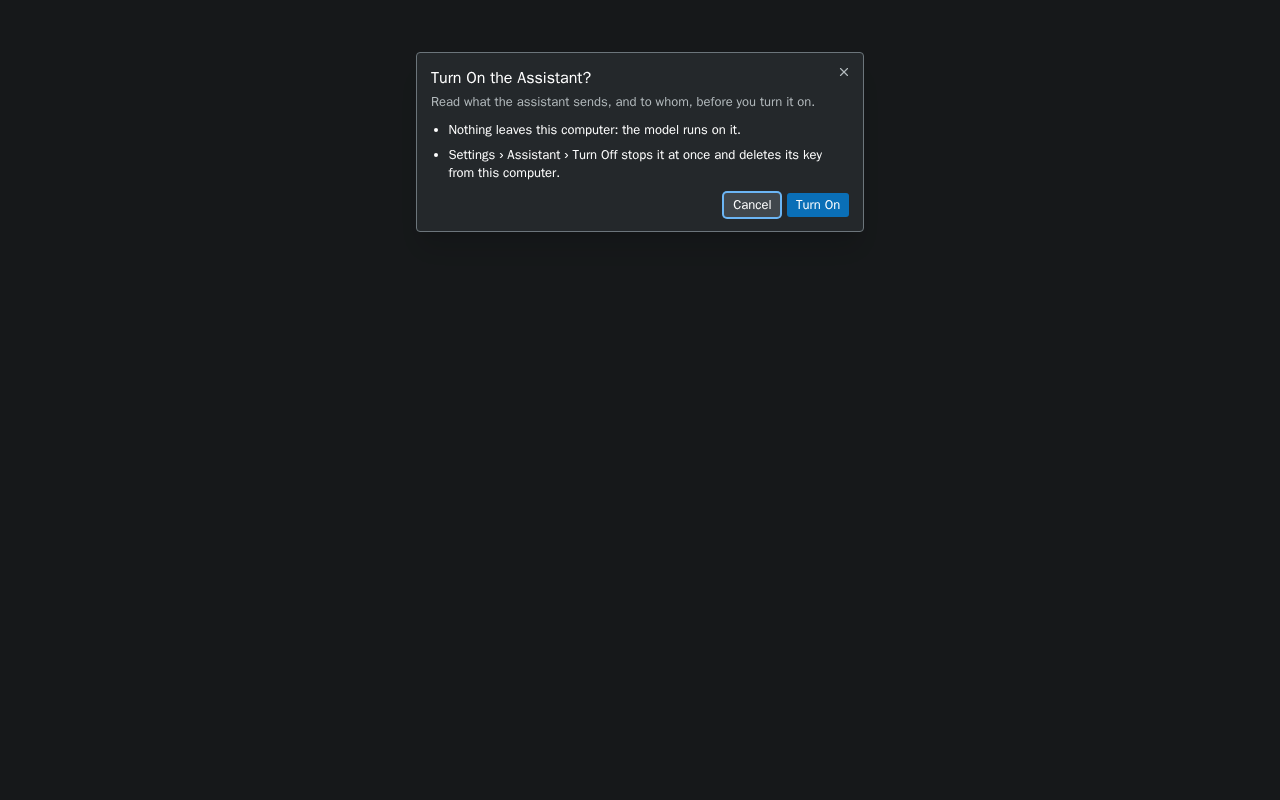 Turn On the Assistant?
Read what the assistant sends, and to whom, before you turn it on.
• Nothing leaves this computer: the model runs on it.
• Settings › Assistant › Turn Off stops it at once and deletes its key
from this computer.
Cancel
Turn On